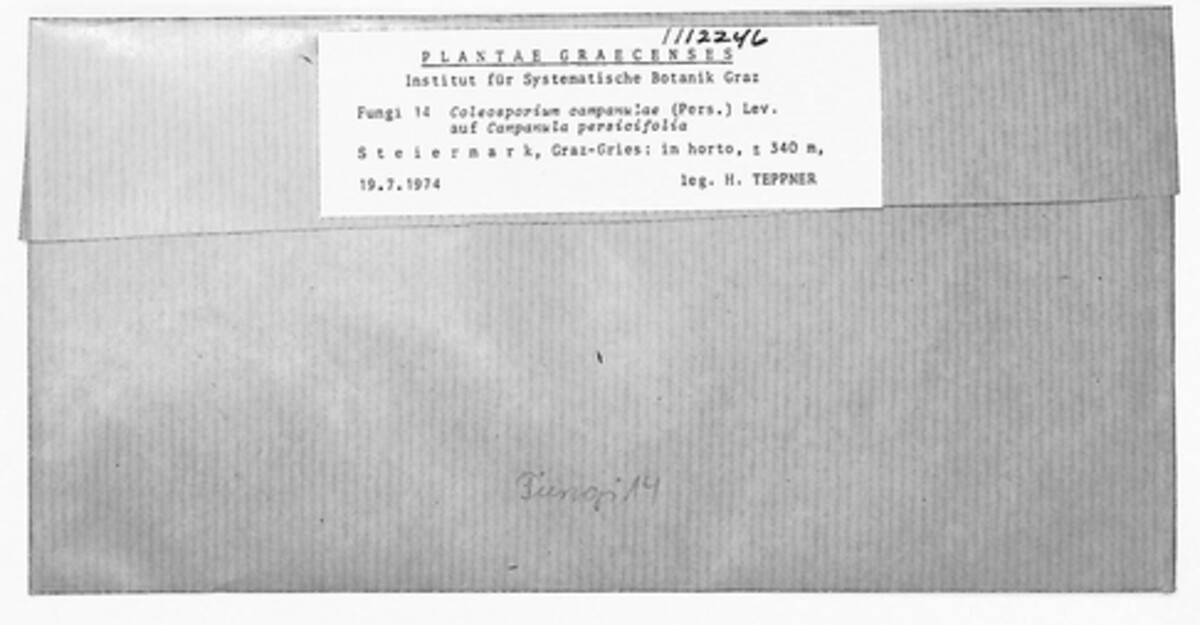 1112246
PLANTAE GRAECENSES
Institut für Systematische Botanik Graz
Fungi 14 Coleosporium campanulae (Pers.) Lev.
auf Campanula persicifolia
Steiermark, Graz-Gries: in horto, ± 340 m,
19.7.1974 leg. H. TEPPNER
Fungi 14